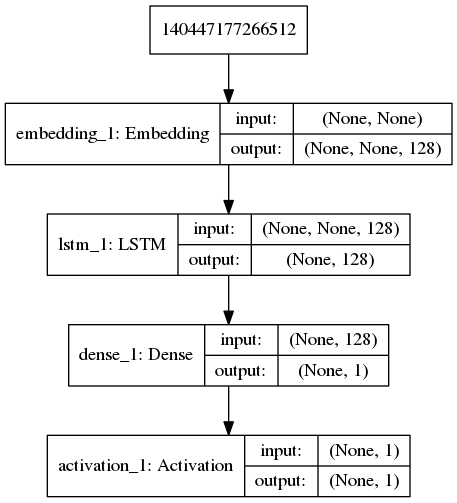 140447177266512
embedding_1: Embedding
input:
(None, None)
output:
(None, None, 128)
lstm_1: LSTM
input:
(None, None, 128)
output:
(None, 128)
dense_1: Dense
input:
(None, 128)
output:
(None, 1)
activation_1: Activation
input:
(None, 1)
output:
(None, 1)